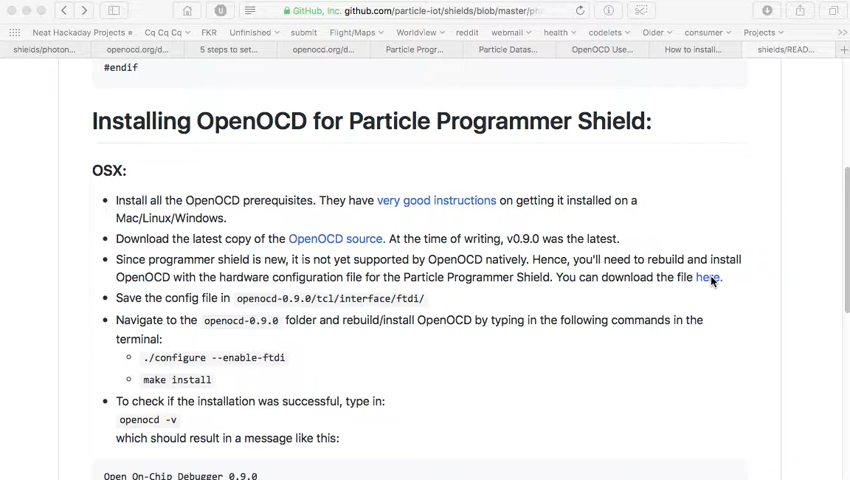 GitHub, Inc. github.com/particle-iot/shields/blob/master/ph
Neat Hackaday Projects Cq Cq Cq FKR Unfinished submit Flight/Maps Worldview reddit webmail health codelets Older consumer Projects
shields/photon... openocd.org/d... 5 steps to set... openocd.org/d... Particle Progr... Particle Datas... OpenOCD Use... How to install... shields/READ...
#endif
Installing OpenOCD for Particle Programmer Shield:
OSX:
Install all the OpenOCD prerequisites. They have very good instructions on getting it installed on a
Mac/Linux/Windows.
Download the latest copy of the OpenOCD source. At the time of writing, v0.9.0 was the latest.
Since programmer shield is new, it is not yet supported by OpenOCD natively. Hence, you'll need to rebuild and install
OpenOCD with the hardware configuration file for the Particle Programmer Shield. You can download the file here.
Save the config file in openocd-0.9.0/tcl/interface/ftdi/
Navigate to the openocd-0.9.0 folder and rebuild/install OpenOCD by typing in the following commands in the
terminal:
./configure --enable-ftdi
make install
To check if the installation was successful, type in:
openocd -v
which should result in a message like this:
Open On-Chip Debugger 0.9.0